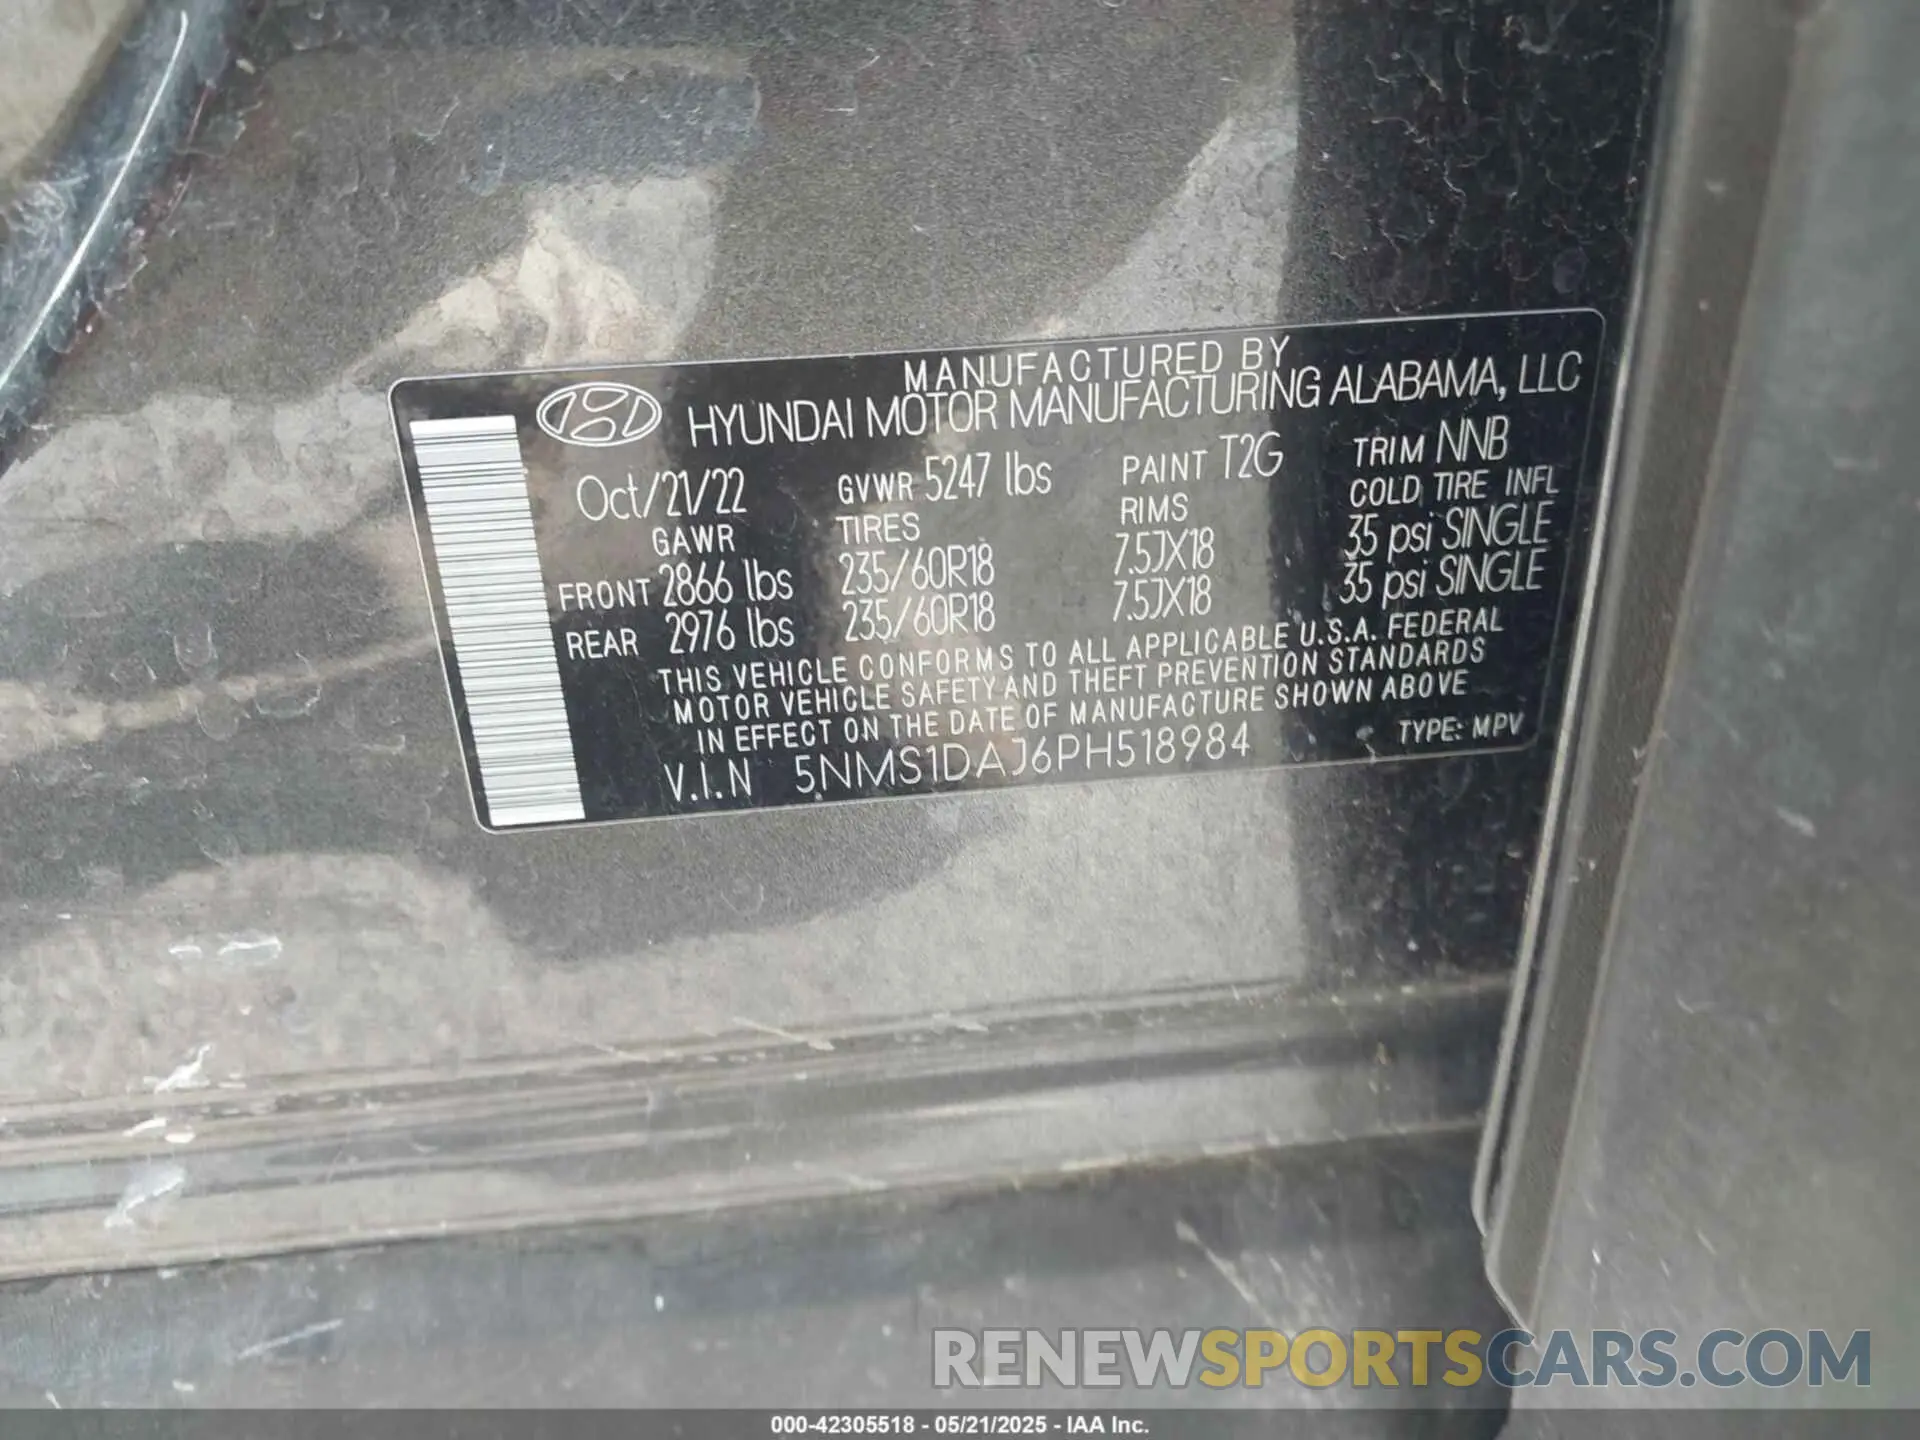 MANUFACTURED BY
HYUNDAI MOTOR MANUFACTURING ALABAMA, LLC
Oct/21/22 GVWR 5247 lbs PAINT T2G TRIM NNB
GAWR TIRES RIMS COLD TIRE INFL
FRONT 2866 lbs 235/60R18 7.5JX18 35 psi SINGLE
REAR 2976 lbs 235/60R18 7.5JX18 35 psi SINGLE
THIS VEHICLE CONFORMS TO ALL APPLICABLE U.S.A. FEDERAL
MOTOR VEHICLE SAFETY AND THEFT PREVENTION STANDARDS
IN EFFECT ON THE DATE OF MANUFACTURE SHOWN ABOVE
V.I.N 5NMS1DAJ6PH518984 TYPE: MPV
RENEWSPORTSCARS.COM
000-42305518 - 05/21/2025 - IAA Inc.